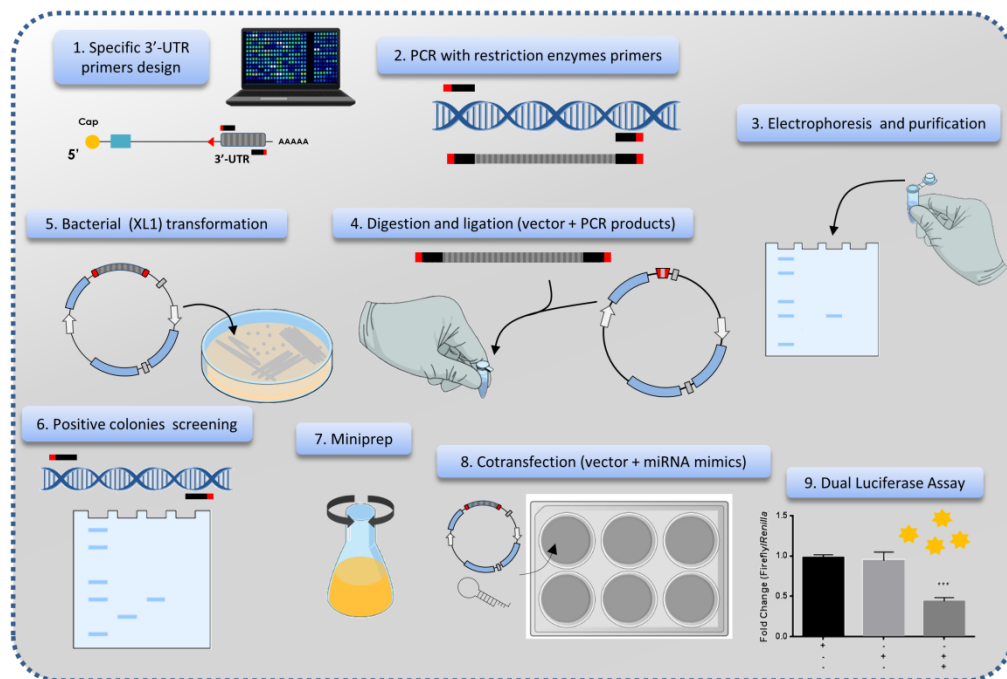 1. Specific 3'-UTR
primers design
Cap
5'
3'-UTR
AAAAA
2. PCR with restriction enzymes primers
3. Electrophoresis and purification
5. Bacterial (XL1) transformation
4. Digestion and ligation (vector + PCR products)
6. Positive colonies screening
7. Miniprep
8. Cotransfection (vector + miRNA mimics)
9. Dual Luciferase Assay
Fold Change (Firefly/Renilla)
1.5
1.0
0.5
0.0
***
+ - -
- + +
- - +